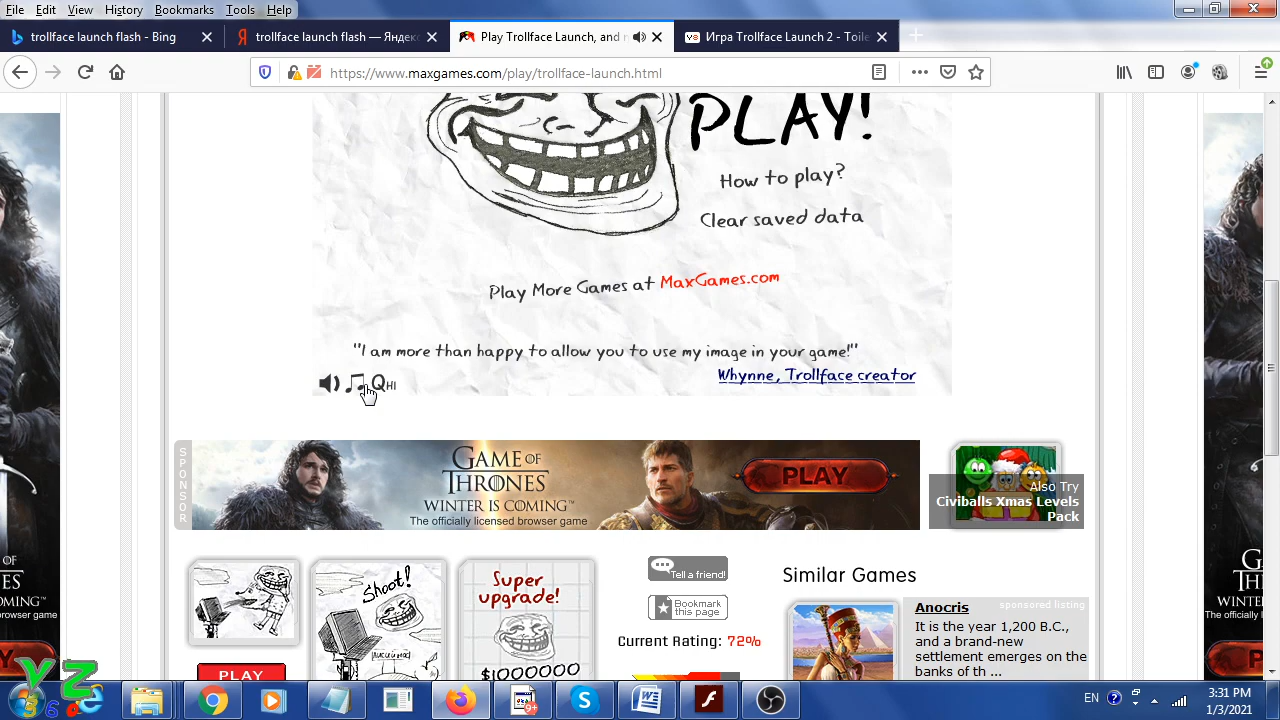 File Edit View History Bookmarks Tools Help
trollface launch flash - Bing
trollface launch flash — Яндекс
Play Trollface Launch, and
Игра Trollface Launch 2 - Toile
https://www.maxgames.com/play/trollface-launch.html
PLAY!
How to play?
Clear saved data
Play More Games at MaxGames.com
"I am more than happy to allow you to use my image in your game!"
Whynne, Trollface creator
QHI
SPONSOR
GAME OF
THRONES
WINTER IS COMING™
The officially licensed browser game
PLAY
Also Try
Civiballs Xmas Levels
Pack
Shoot!
Super
upgrade!
$1000000
PLAY
Tell a friend!
Bookmark
this page
Current Rating: 72%
Similar Games
Anocris
sponsored listing
It is the year 1,200 B.C.,
and a brand-new
settlement emerges on the
banks of th ...
YZ
360
EN
3:31 PM
1/3/2021